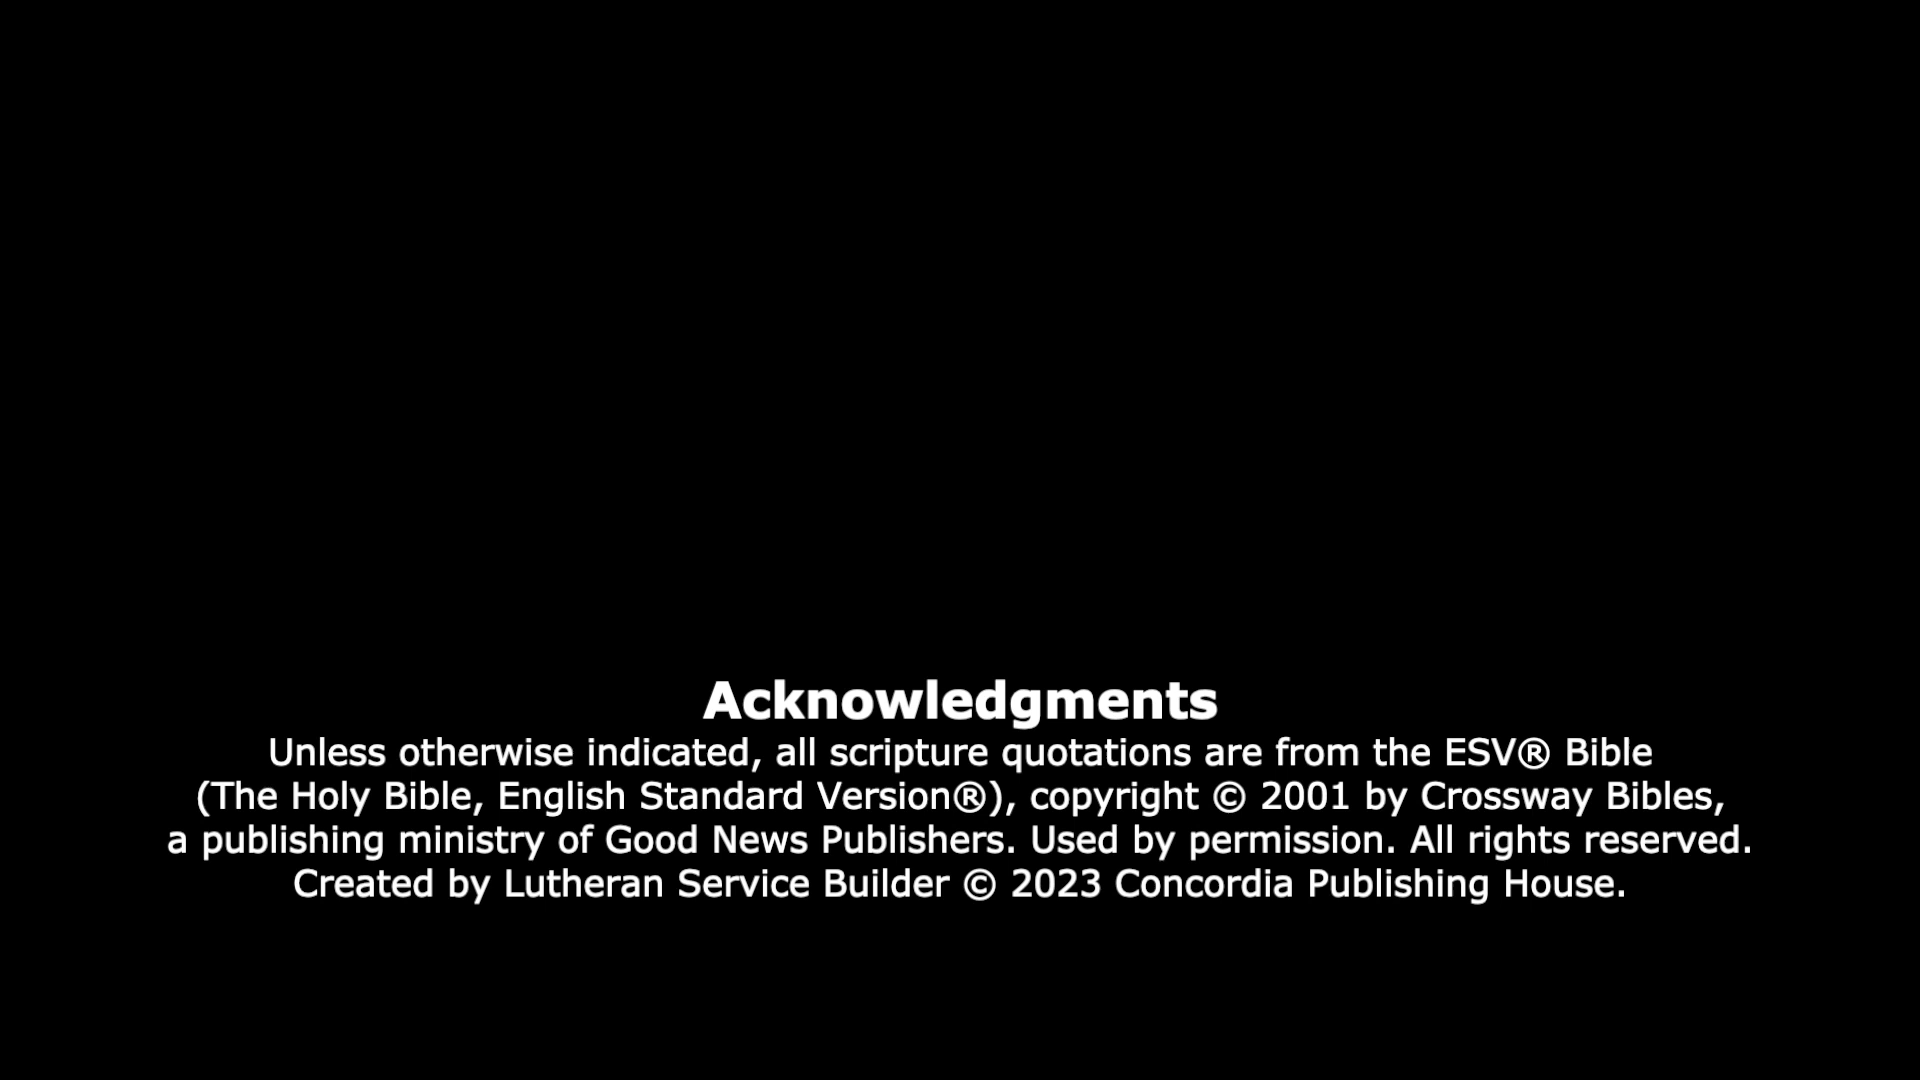 Acknowledgments
Unless otherwise indicated, all scripture quotations are from the ESV® Bible
(The Holy Bible, English Standard Version®), copyright © 2001 by Crossway Bibles,
a publishing ministry of Good News Publishers. Used by permission. All rights reserved.
Created by Lutheran Service Builder © 2023 Concordia Publishing House.